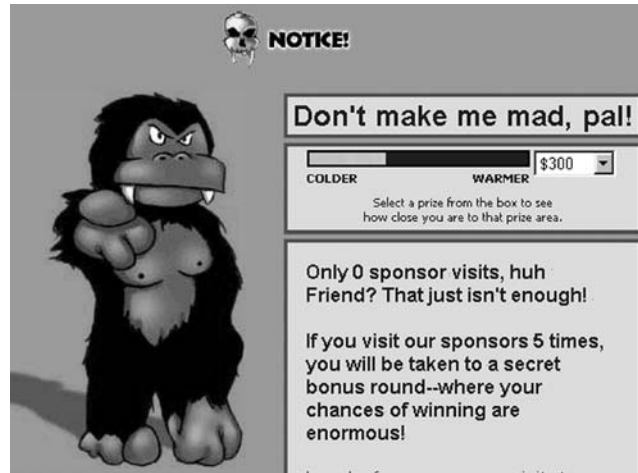 NOTICE!
Don't make me mad, pal!
$300
COLDER WARMER
Select a prize from the box to see
how close you are to that prize area.
Only 0 sponsor visits, huh
Friend? That just isn't enough!
If you visit our sponsors 5 times,
you will be taken to a secret
bonus round--where your
chances of winning are
enormous!